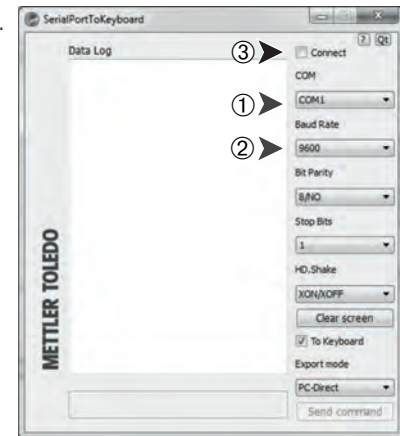 SerialPortToKeyboard
? Qt
Data Log
③ Connect
COM
① COM1
Baud Rate
② 9600
Bit Parity
8/NO
Stop Bits
1
HD.Shake
XON/XOFF
Clear screen
To Keyboard
Export mode
PC-Direct
Send command
METTLER TOLEDO